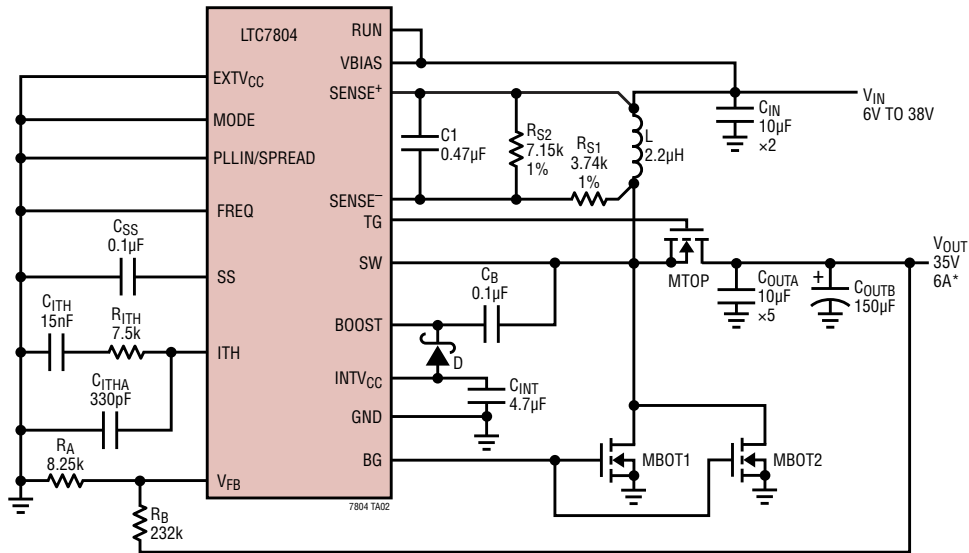 LTC7804
RUN
VBIAS
EXTVCC
SENSE+
MODE
PLLIN/SPREAD
FREQ
SENSE–
TG
SS
SW
BOOST
ITH
INTVCC
GND
BG
VFB
7804 TA02
C1
0.47µF
RS2
7.15k
1%
RS1
3.74k
1%
L
2.2µH
CIN
10µF
×2
VIN
6V TO 38V
CSS
0.1µF
CITH
15nF
RITH
7.5k
CITHA
330pF
RA
8.25k
RB
232k
CB
0.1µF
D
CINT
4.7µF
MTOP
COUTA
10µF
×5
+
COUTB
150µF
VOUT
35V
6A*
MBOT1
MBOT2